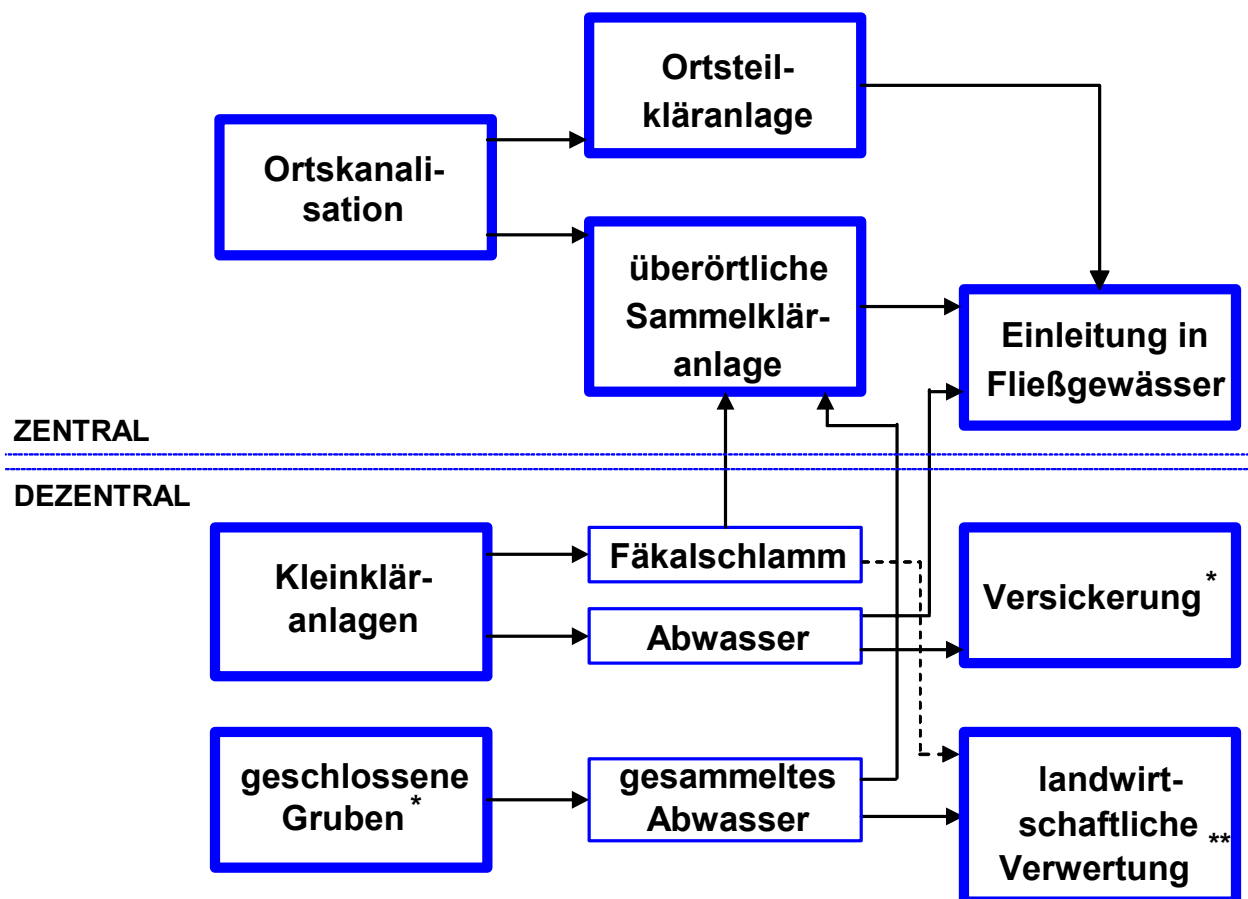 Ortsteil-
kläranlage
Ortskanali-
sation
überörtliche
Sammelklär-
anlage
Einleitung in
Fließgewässer
ZENTRAL
DEZENTRAL
Kleinklär-
anlagen
Fäkalschlamm
Abwasser
Versickerung*
geschlossene
Gruben*
gesammeltes
Abwasser
landwirt-
schaftliche
Verwertung**